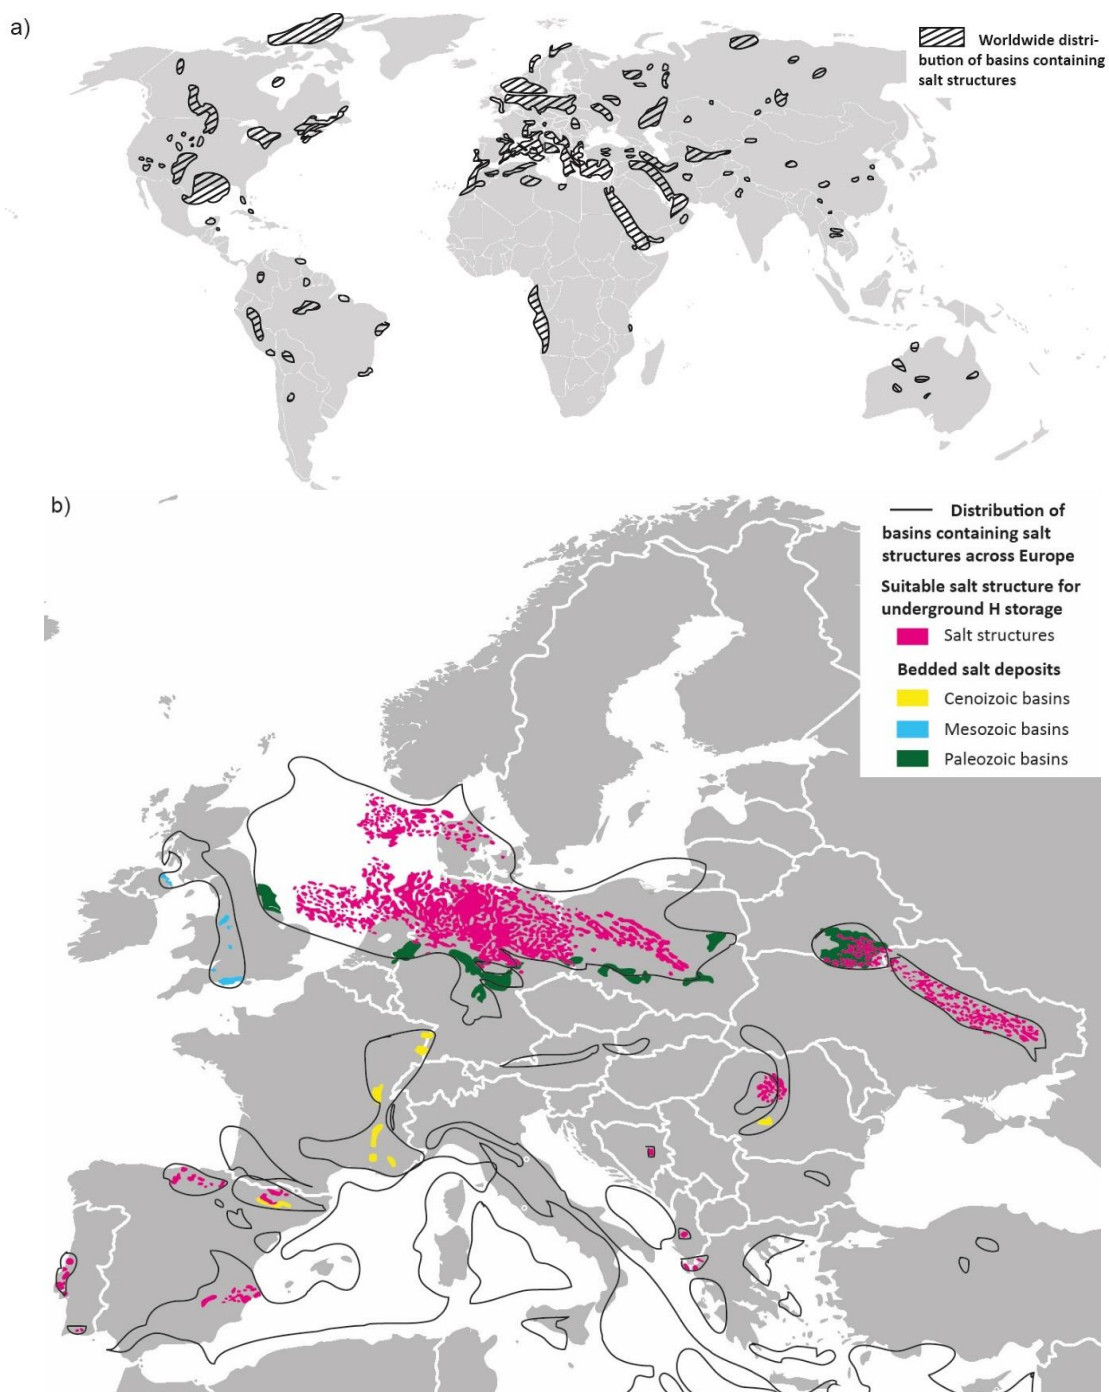 a)
Worldwide distri-
bution of basins containing
salt structures
b)
Distribution of
basins containing salt
structures across Europe
Suitable salt structure for
underground H storage
Salt structures
Bedded salt deposits
Cenoizoic basins
Mesozoic basins
Paleozoic basins